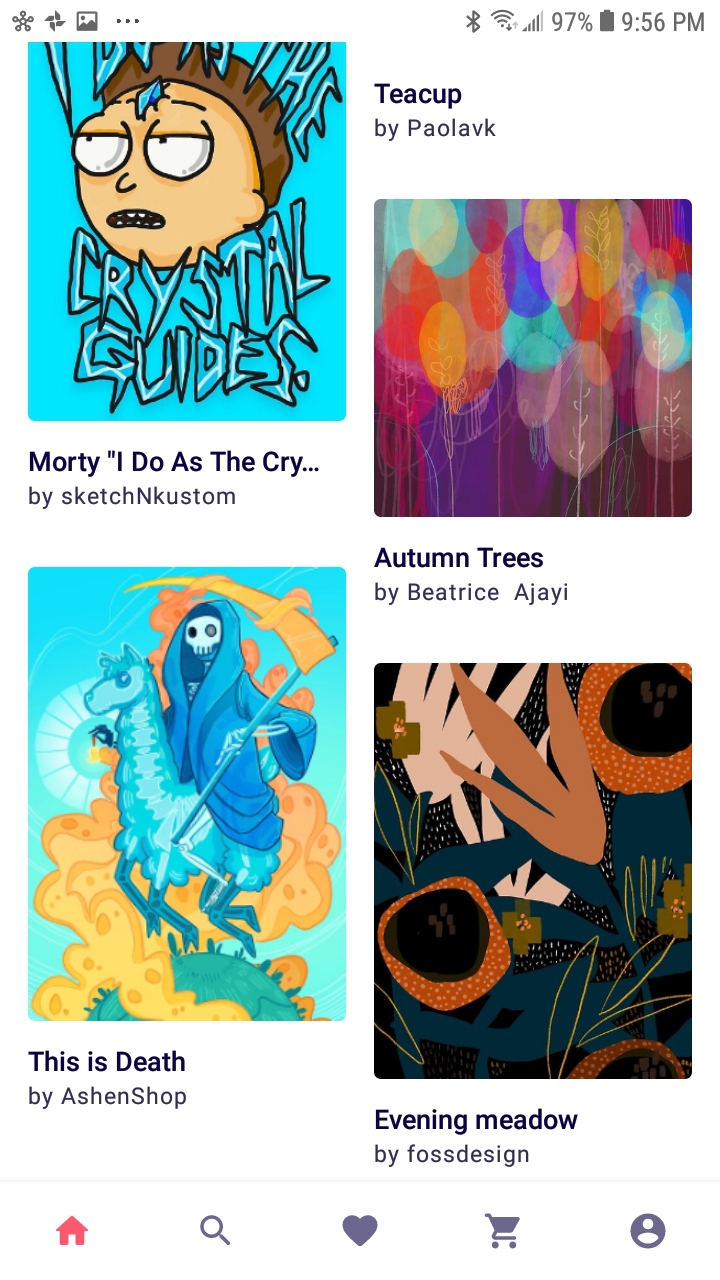 97% 9:56 PM
CRYSTAL
GUIDES.
Morty "I Do As The Cry...
by sketchNkustom
This is Death
by AshenShop
Teacup
by Paolavk
Autumn Trees
by Beatrice  Ajayi
Evening meadow
by fossdesign